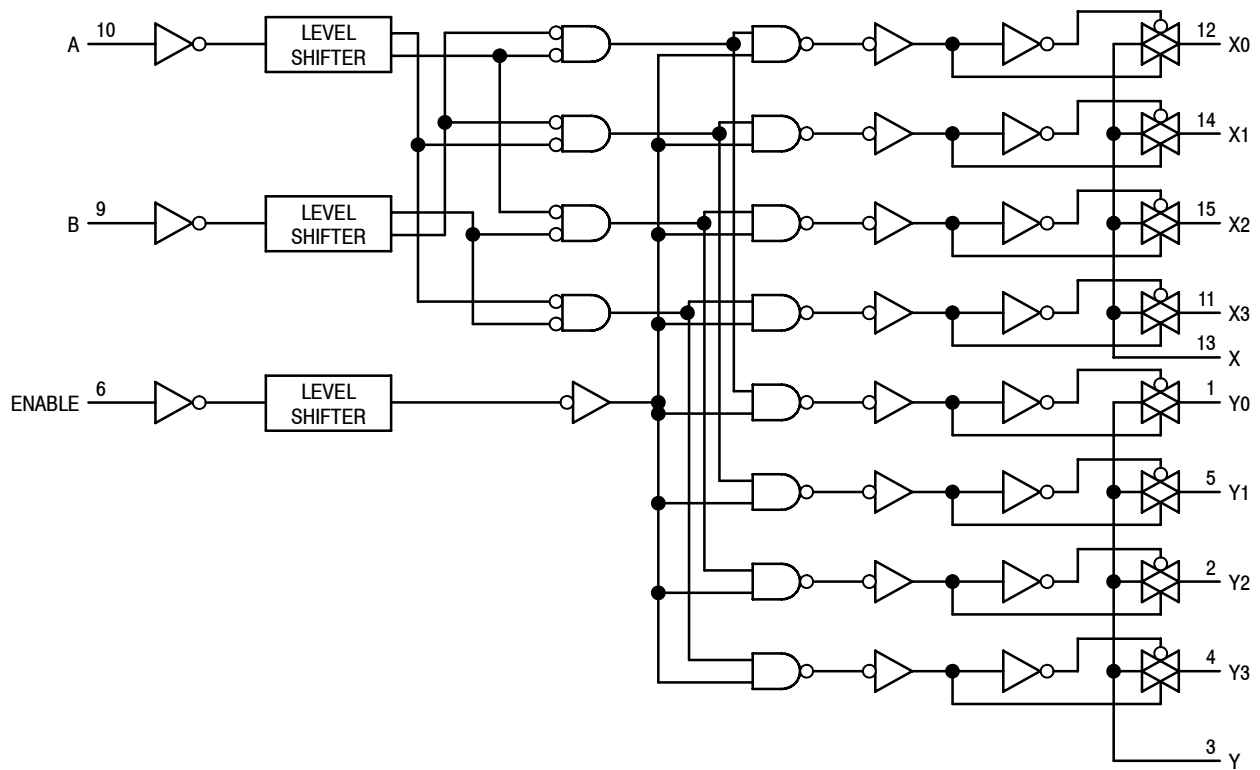 A 10 LEVEL SHIFTER 12 X0
14 X1
B 9 LEVEL SHIFTER 15 X2
11 X3
13 X
ENABLE 6 LEVEL SHIFTER 1 Y0
5 Y1
2 Y2
4 Y3
3 Y